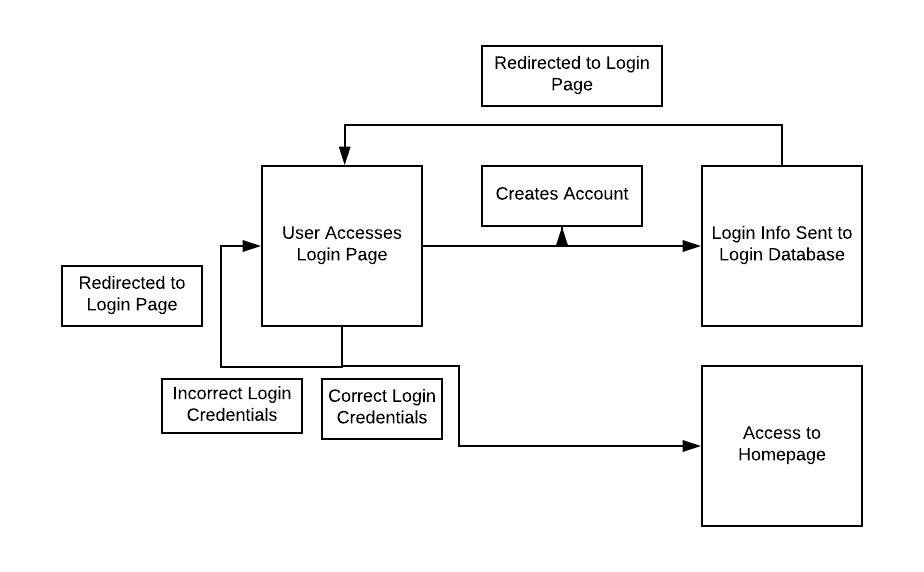 Redirected to Login
Page
Creates Account
User Accesses
Login Page
Login Info Sent to
Login Database
Redirected to
Login Page
Incorrect Login
Credentials
Correct Login
Credentials
Access to
Homepage